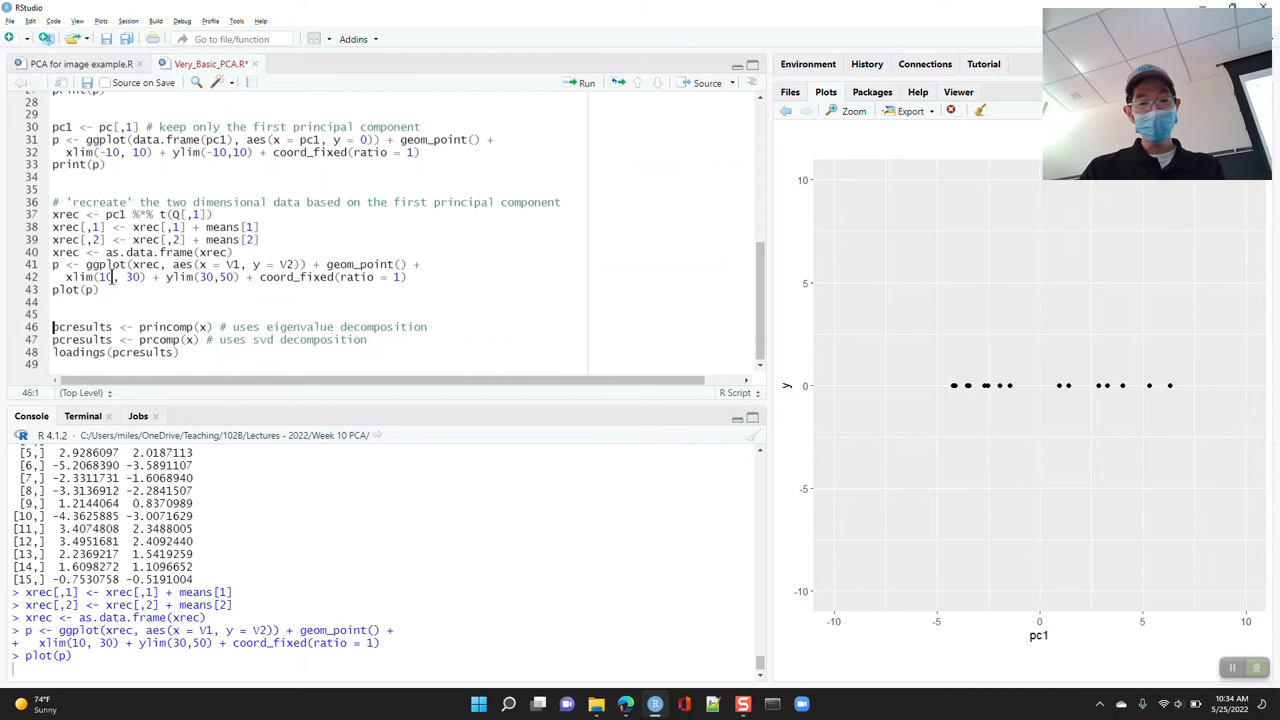 RStudio
File Edit Code View Plots Session Build Debug Profile Tools Help
Go to file/function
Addins
PCA for image example.R
Very_Basic_PCA.R*
Source on Save
Run
Source
27 print(p)
28
29
30 pc1 <- pc[,1] # keep only the first principal component
31 p <- ggplot(data.frame(pc1), aes(x = pc1, y = 0)) + geom_point() +
32 xlim(-10, 10) + ylim(-10,10) + coord_fixed(ratio = 1)
33 print(p)
34
35
36 # 'recreate' the two dimensional data based on the first principal component
37 xrec <- pc1 %*% t(Q[,1])
38 xrec[,1] <- xrec[,1] + means[1]
39 xrec[,2] <- xrec[,2] + means[2]
40 xrec <- as.data.frame(xrec)
41 p <- ggplot(xrec, aes(x = V1, y = V2)) + geom_point() +
42 xlim(10, 30) + ylim(30,50) + coord_fixed(ratio = 1)
43 plot(p)
44
45
46 pcresults <- princomp(x) # uses eigenvalue decomposition
47 pcresults <- prcomp(x) # uses svd decomposition
48 loadings(pcresults)
49
46:1 (Top Level)
R Script
Console Terminal Jobs
R 4.1.2 · C:/Users/miles/OneDrive/Teaching/102B/Lectures - 2022/Week 10 PCA/
[5,] 2.9286097 2.0187113
[6,] -5.2068390 -3.5891107
[7,] -2.3311731 -1.6068940
[8,] -3.3136912 -2.2841507
[9,] 1.2144064 0.8370989
[10,] -4.3625885 -3.0071629
[11,] 3.4074808 2.3488005
[12,] 3.4951681 2.4092440
[13,] 2.2369217 1.5419259
[14,] 1.6098272 1.1096652
[15,] -0.7530758 -0.5191004
> xrec[,1] <- xrec[,1] + means[1]
> xrec[,2] <- xrec[,2] + means[2]
> xrec <- as.data.frame(xrec)
> p <- ggplot(xrec, aes(x = V1, y = V2)) + geom_point() +
+ xlim(10, 30) + ylim(30,50) + coord_fixed(ratio = 1)
> plot(p)
Environment History Connections Tutorial
Files Plots Packages Help Viewer
Zoom Export
10
5
0
-5
-10
y
-10 -5 0 5 10
pc1
74°F
Sunny
10:34 AM
5/25/2022